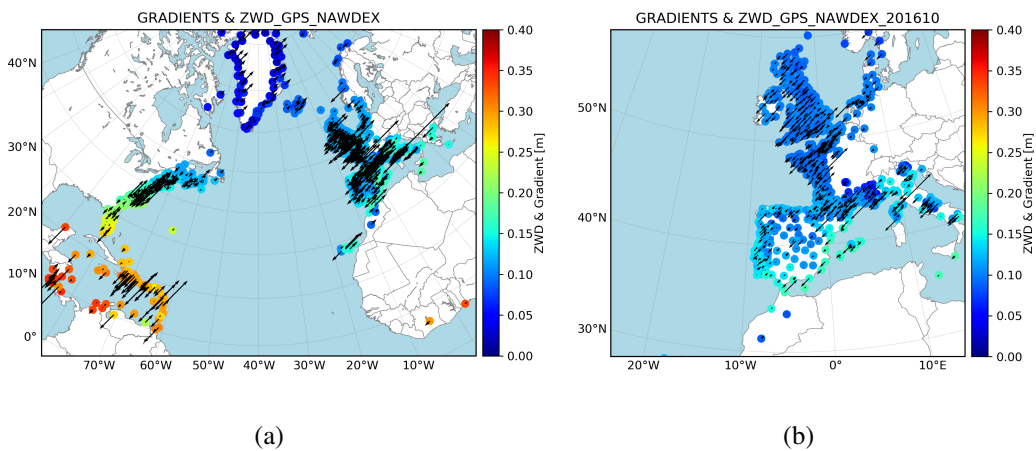 GRADIENTS & ZWD_GPS_NAWDEX
40°N
30°N
20°N
10°N
0°
70°W
60°W
50°W
40°W
30°W
20°W
10°W
0.40
0.35
0.30
0.25
0.20
0.15
0.10
0.05
0.00
ZWD & Gradient [m]
(a)
GRADIENTS & ZWD_GPS_NAWDEX_201610
50°N
40°N
30°N
20°W
10°W
0°
10°E
0.40
0.35
0.30
0.25
0.20
0.15
0.10
0.05
0.00
ZWD & Gradient [m]
(b)